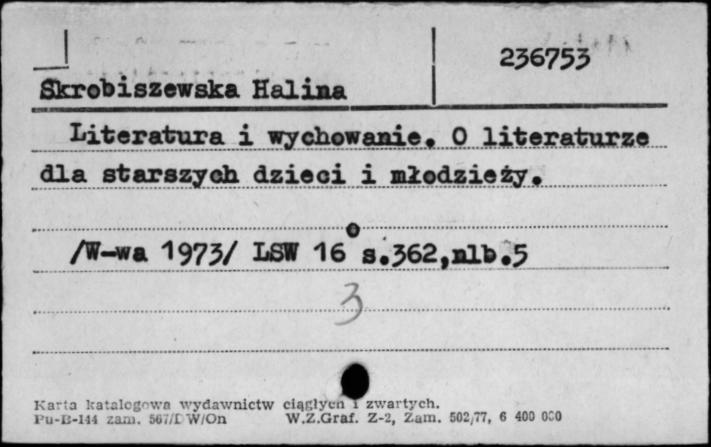 236753
Skrobiszewska Halina
Literatura i wychowanie. O literaturze
dla starszych dzieci i młodzieży.
/W-wa 1973/ LSW 16° s.362,nlb.5
3
Karta katalogowa wydawnictw ciągłych i zwartych.
Pu-B-144 zam. 567/DW/On W.Z.Graf. Z-2, Zam. 502/77, 6 400 000